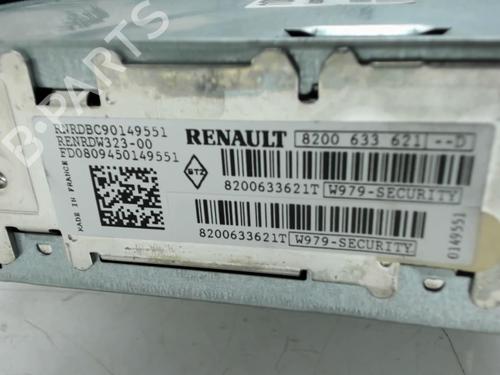 RNRDBC90149551
RENRDW323-00
FD0809450149551
RENAULT
8200 633 621 --D
MADE IN FRANCE
STZ
8200633621T W979-SECURITY
8200633621T W979-SECURITY
0149551
B-PARTS